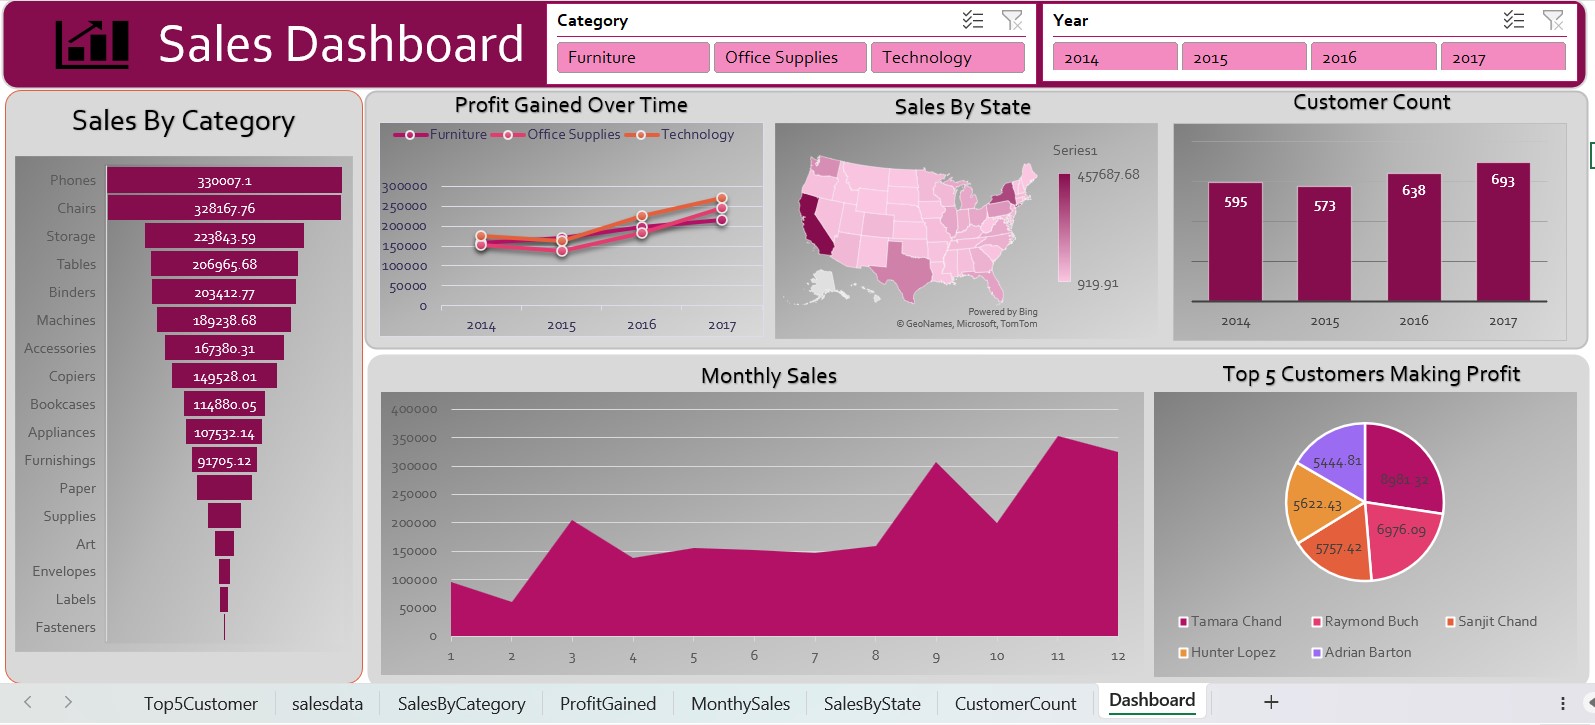 Sales Dashboard
Category
Furniture
Office Supplies
Technology
Year
2014
2015
2016
2017
Sales By Category
Phones
330007.1
Chairs
328167.76
Storage
223843.59
Tables
206965.68
Binders
203412.77
Machines
189238.68
Accessories
167380.31
Copiers
149528.01
Bookcases
114880.05
Appliances
107532.14
Furnishings
91705.12
Paper
Supplies
Art
Envelopes
Labels
Fasteners
Profit Gained Over Time
Furniture
Office Supplies
Technology
300000
250000
200000
150000
100000
50000
0
2014
2015
2016
2017
Sales By State
Series1
457687.68
919.91
Powered by Bing
© GeoNames, Microsoft, TomTom
Customer Count
595
573
638
693
2014
2015
2016
2017
Monthly Sales
400000
350000
300000
250000
200000
150000
100000
50000
0
1
2
3
4
5
6
7
8
9
10
11
12
Top 5 Customers Making Profit
5444.81
8981.32
5622.43
6976.09
5757.42
Tamara Chand
Raymond Buch
Sanjit Chand
Hunter Lopez
Adrian Barton
Top5Customer
salesdata
SalesByCategory
ProfitGained
MonthySales
SalesByState
CustomerCount
Dashboard